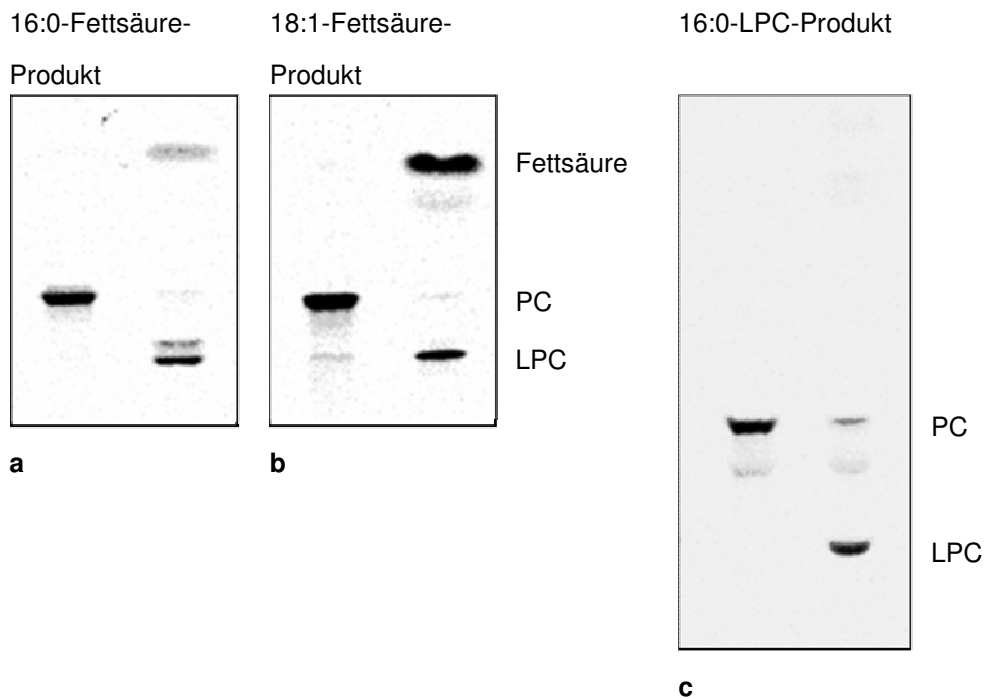 16:0-Fettsäure-
Produkt
18:1-Fettsäure-
Produkt
16:0-LPC-Produkt
Fettsäure
PC
LPC
PC
LPC
a
b
c